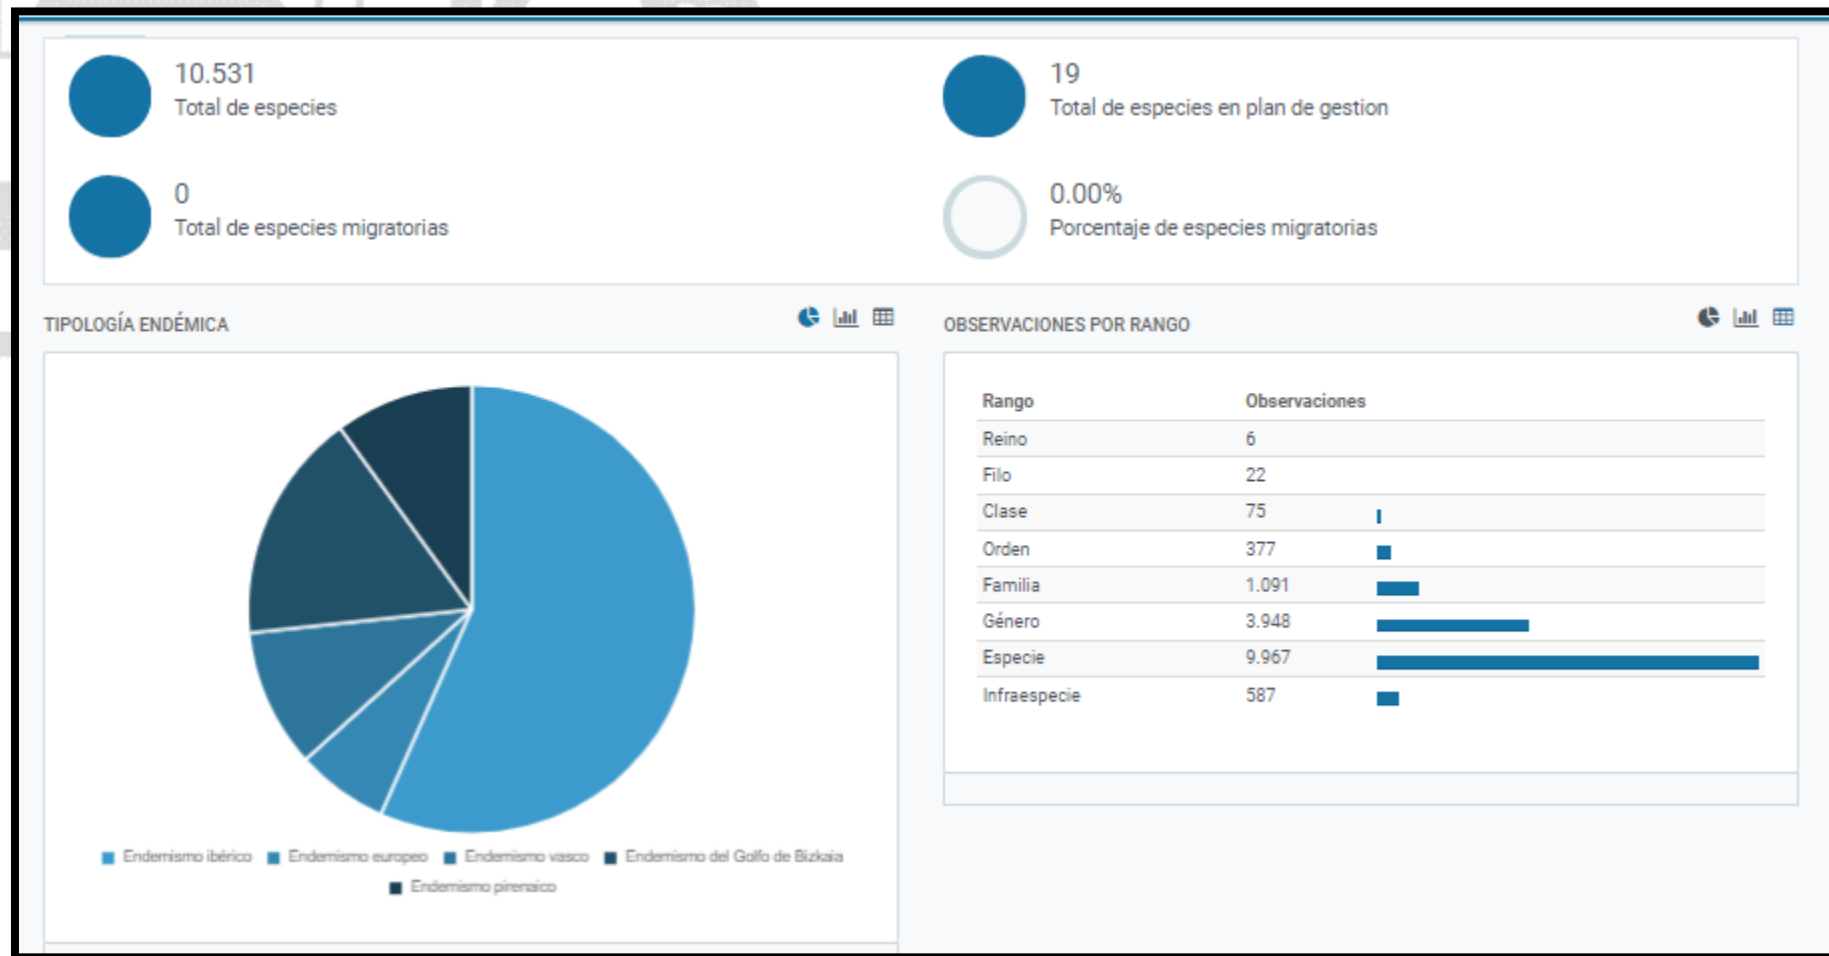 10.531
Total de especies
19
Total de especies en plan de gestion
0
Total de especies migratorias
0.00%
Porcentaje de especies migratorias
TIPOLOGÍA ENDÉMICA
Endemismo ibérico Endemismo europeo Endemismo vasco Endemismo del Golfo de Bizkaia
Endemismo pirenaico
OBSERVACIONES POR RANGO
Rango Observaciones
Reino 6
Filo 22
Clase 75
Orden 377
Familia 1.091
Género 3.948
Especie 9.967
Infraespecie 587